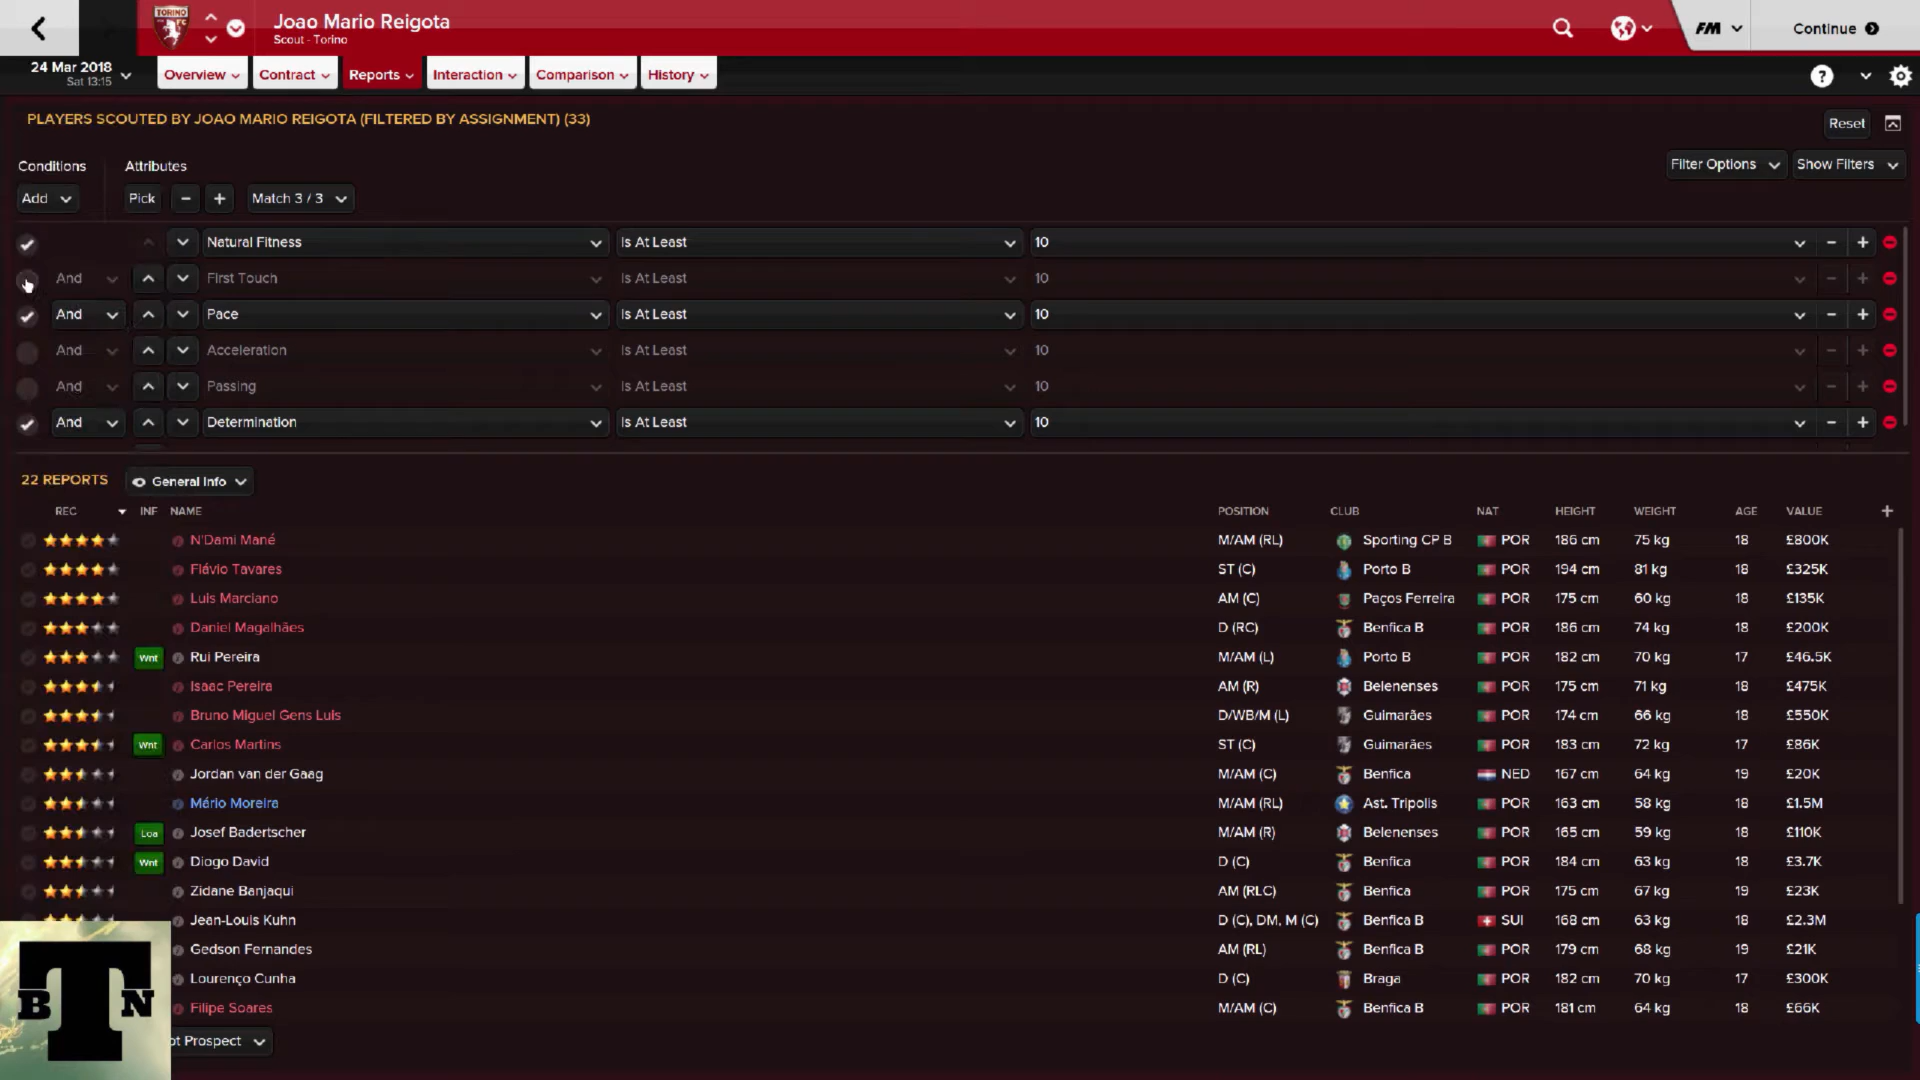 TORINO FC
Joao Mario Reigota
Scout - Torino
FM
Continue
24 Mar 2018
Sat 13:15
Overview
Contract
Reports
Interaction
Comparison
History
?
PLAYERS SCOUTED BY JOAO MARIO REIGOTA (FILTERED BY ASSIGNMENT) (33)
Reset
Conditions Attributes
Filter Options Show Filters
Add Pick - + Match 3 / 3
Natural Fitness Is At Least 10 - +
And First Touch Is At Least 10 - +
And Pace Is At Least 10 - +
And Acceleration Is At Least 10 - +
And Passing Is At Least 10 - +
And Determination Is At Least 10 - +
22 REPORTS General Info
REC INF NAME POSITION CLUB NAT HEIGHT WEIGHT AGE VALUE +
N'Dami Mané M/AM (RL) Sporting CP B POR 186 cm 75 kg 18 £800K
Flávio Tavares ST (C) Porto B POR 194 cm 81 kg 18 £325K
Luis Marciano AM (C) Paços Ferreira POR 175 cm 60 kg 18 £135K
Daniel Magalhães D (RC) Benfica B POR 186 cm 74 kg 18 £200K
Wnt Rui Pereira M/AM (L) Porto B POR 182 cm 70 kg 17 £46.5K
Isaac Pereira AM (R) Belenenses POR 175 cm 71 kg 18 £475K
Bruno Miguel Gens Luis D/WB/M (L) Guimarães POR 174 cm 66 kg 18 £550K
Wnt Carlos Martins ST (C) Guimarães POR 183 cm 72 kg 17 £86K
Jordan van der Gaag M/AM (C) Benfica NED 167 cm 64 kg 19 £20K
Mário Moreira M/AM (RL) Ast. Tripolis POR 163 cm 58 kg 18 £1.5M
Loa Josef Badertscher M/AM (R) Belenenses POR 165 cm 59 kg 18 £110K
Wnt Diogo David D (C) Benfica POR 184 cm 63 kg 18 £3.7K
Zidane Banjaqui AM (RLC) Benfica POR 175 cm 67 kg 19 £23K
Jean-Louis Kuhn D (C), DM, M (C) Benfica B SUI 168 cm 63 kg 18 £2.3M
Gedson Fernandes AM (RL) Benfica B POR 179 cm 68 kg 19 £21K
Lourenço Cunha D (C) Braga POR 182 cm 70 kg 17 £300K
Filipe Soares M/AM (C) Benfica B POR 181 cm 64 kg 18 £66K
ot Prospect
BTN